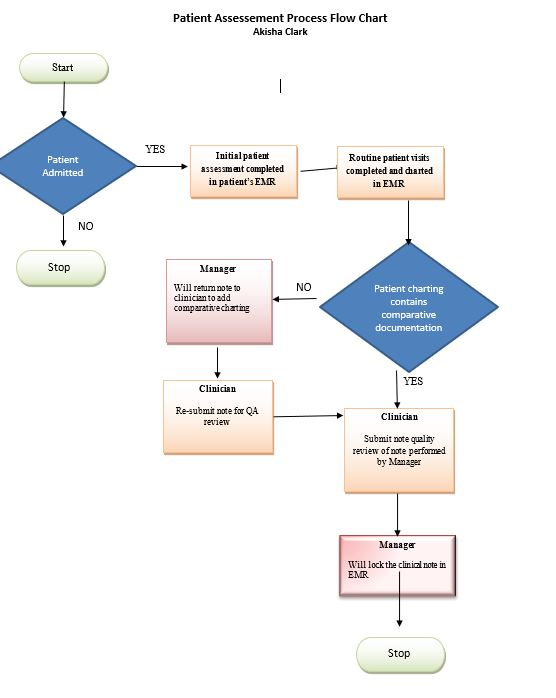 Patient Assessement Process Flow Chart
Akisha Clark
Start
Patient
Admitted
YES
Initial patient
assessment completed
in patient's EMR
Routine patient visits
completed and charted
in EMR
NO
Stop
Manager
Will return note to
clinician to add
comparative charting
NO
Patient charting
contains
comparative
documentation
YES
Clinician
Re-submit note for QA
review
Clinician
Submit note quality
review of note performed
by Manager
Manager
Will lock the clinical note in
EMR
Stop